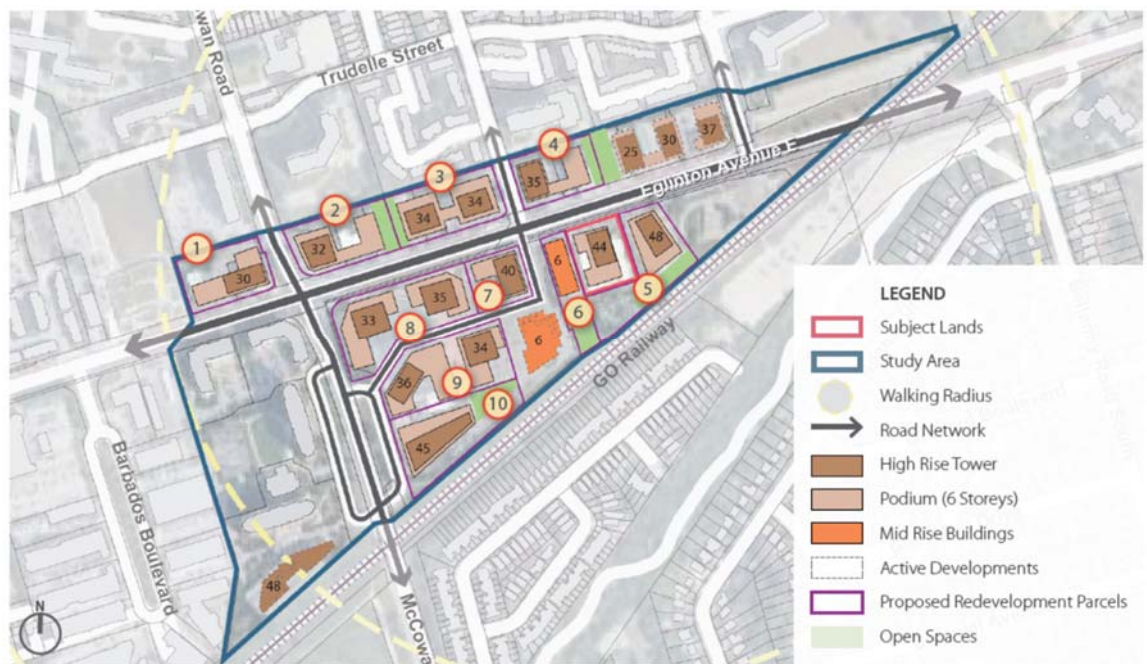 wan Road
Trudelle Street
Eglinton Avenue E
GO Railway
Barbados Boulevard
McCowa
1
2
3
4
5
6
7
8
9
10
30
32
34
34
35
25
30
37
33
35
40
6
44
48
36
34
6
45
48
N
LEGEND
Subject Lands
Study Area
Walking Radius
Road Network
High Rise Tower
Podium (6 Storeys)
Mid Rise Buildings
Active Developments
Proposed Redevelopment Parcels
Open Spaces